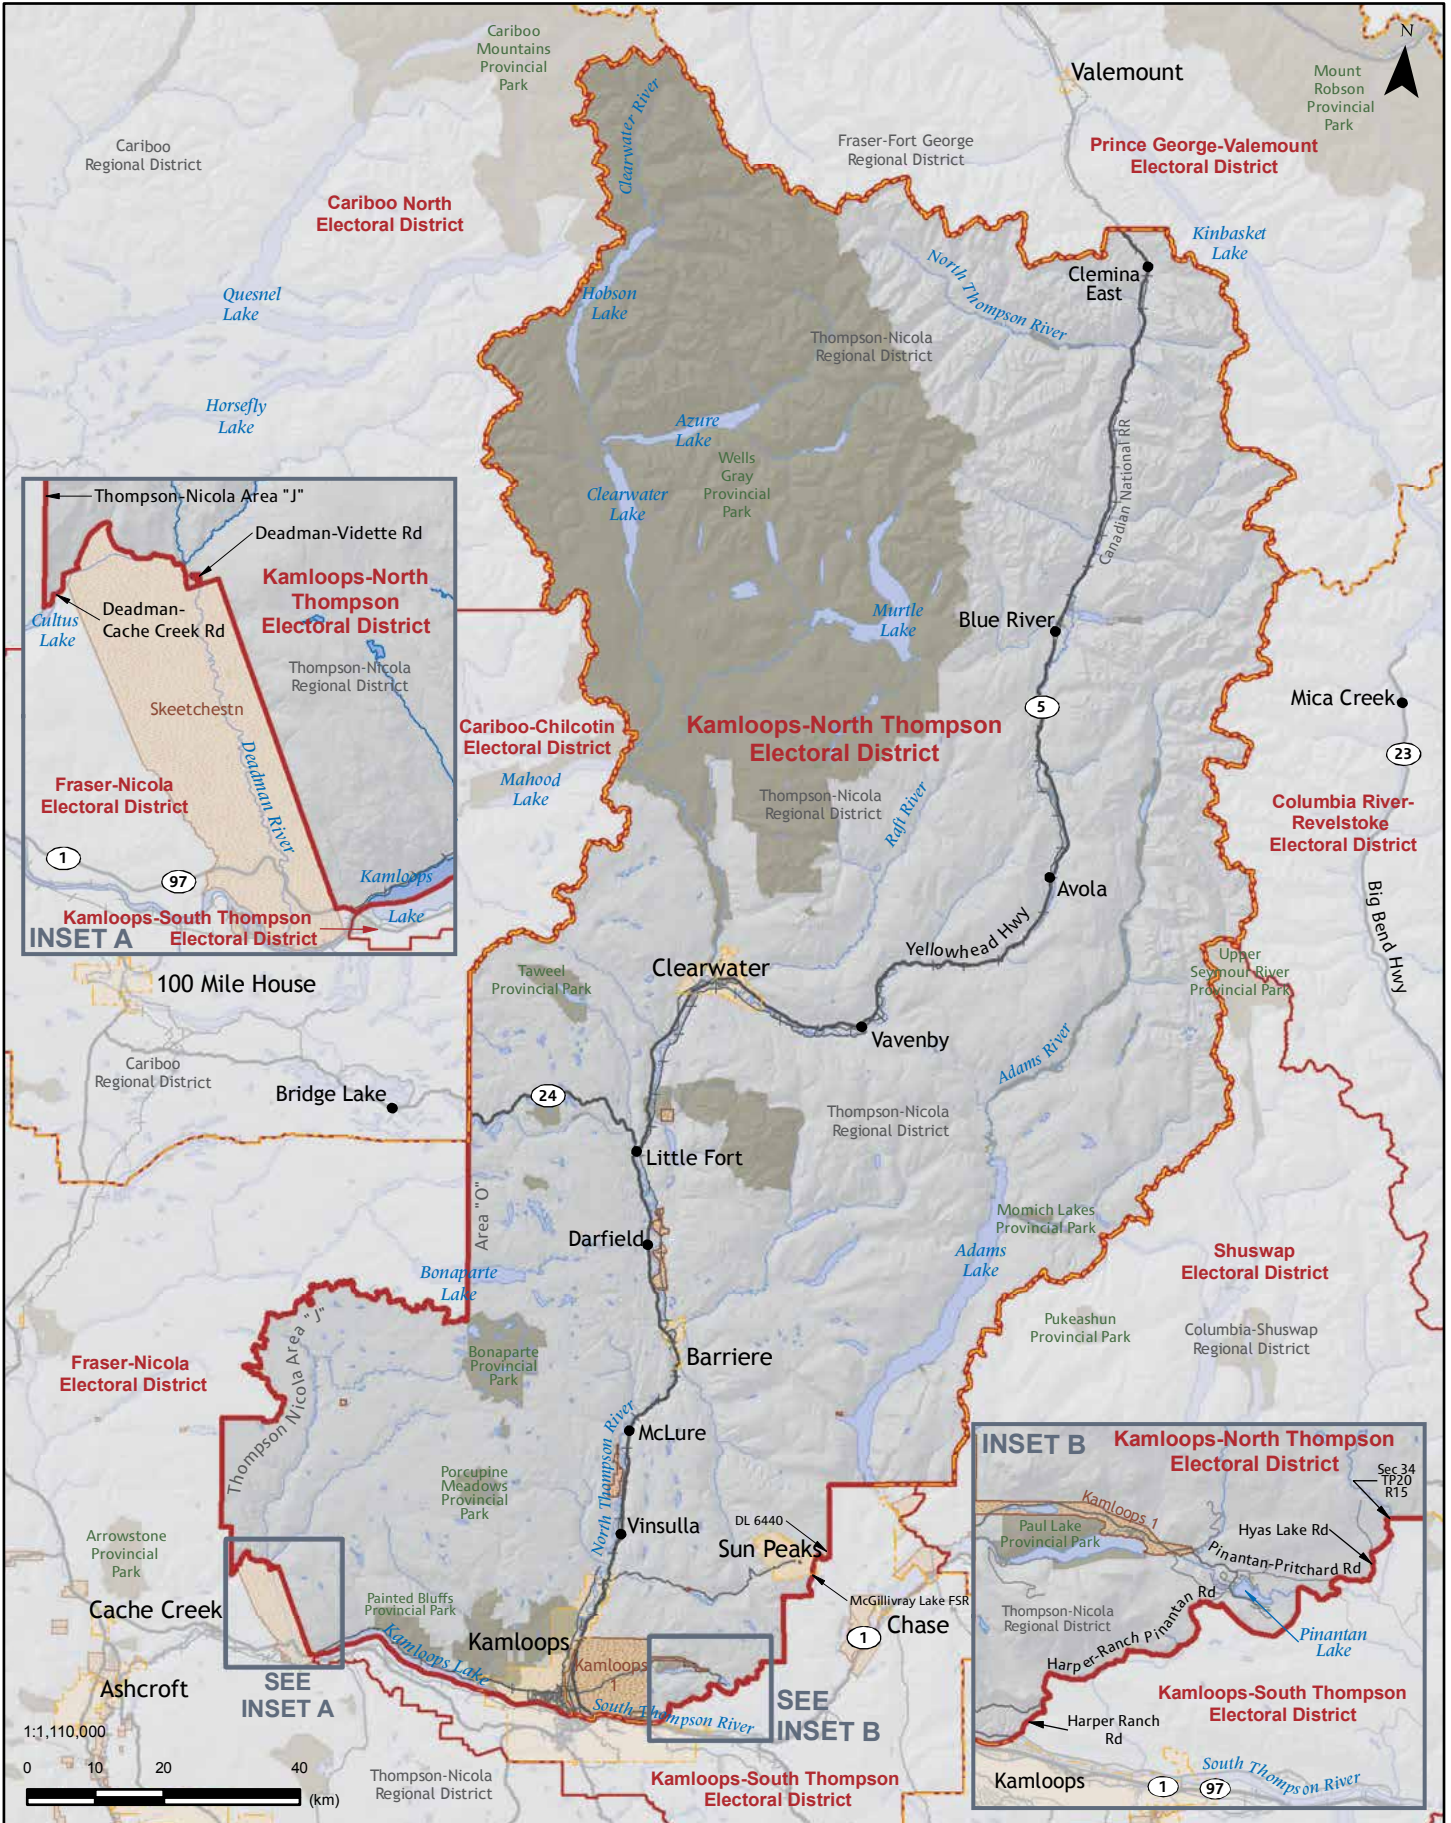 Cariboo
Mountains
Provincial
Park
N
Valemount
Mount
Robson
Provincial
Park
Clearwater River
Cariboo
Regional District
Fraser-Fort George
Regional District
Prince George-Valemount
Electoral District
Cariboo North
Electoral District
Kinbasket
Lake
North Thompson River
Clemina
East
Quesnel
Lake
Hobson
Lake
Thompson-Nicola
Regional District
Horsefly
Lake
Azure
Lake
Wells
Gray
Provincial
Park
Canadian National RR
Clearwater
Lake
Thompson-Nicola Area "J"
Deadman-Vidette Rd
Kamloops-North
Thompson
Electoral District
Deadman-
Cache Creek Rd
Cultus
Lake
Thompson-Nicola
Regional District
Skeetchestn
Deadman River
Fraser-Nicola
Electoral District
1
97
Kamloops
Lake
Kamloops-South Thompson
Electoral District
INSET A
Murtle
Lake
Blue River
5
Mica Creek
23
Cariboo-Chilcotin
Electoral District
Kamloops-North Thompson
Electoral District
Mahood
Lake
Thompson-Nicola
Regional District
Raft River
Columbia River-
Revelstoke
Electoral District
Big Bend Hwy
Avola
Yellowhead Hwy
Clearwater
Taweel
Provincial Park
Upper
Seymour River
Provincial Park
100 Mile House
Vavenby
Adams River
Cariboo
Regional District
Bridge Lake
24
Thompson-Nicola
Regional District
Little Fort
Area "O"
Momich Lakes
Provincial Park
Darfield
Adams
Lake
Shuswap
Electoral District
Bonaparte
Lake
Thompson Nicola Area "J"
Pukeashun
Provincial Park
Columbia-Shuswap
Regional District
Fraser-Nicola
Electoral District
Bonaparte
Provincial
Park
Barriere
North Thompson River
McLure
Porcupine
Meadows
Provincial
Park
Vinsulla
DL 6440
Sun Peaks
McGillivray Lake FSR
Chase
1
Arrowstone
Provincial
Park
Cache Creek
Painted Bluffs
Provincial Park
Kamloops Lake
Kamloops
Kamloops
1
South Thompson River
Ashcroft
SEE
INSET A
SEE
INSET B
1:1,110,000
0 10 20 40
(km)
Thompson-Nicola
Regional District
Kamloops-South Thompson
Electoral District
INSET B
Kamloops-North Thompson
Electoral District
Sec 34
TP20
R15
Kamloops 1
Paul Lake
Provincial Park
Hyas Lake Rd
Pinantan-Pritchard Rd
Thompson-Nicola
Regional District
Harper-Ranch Pinantan Rd
Pinantan
Lake
Kamloops-South Thompson
Electoral District
Harper Ranch
Rd
Kamloops
1
97
South Thompson River